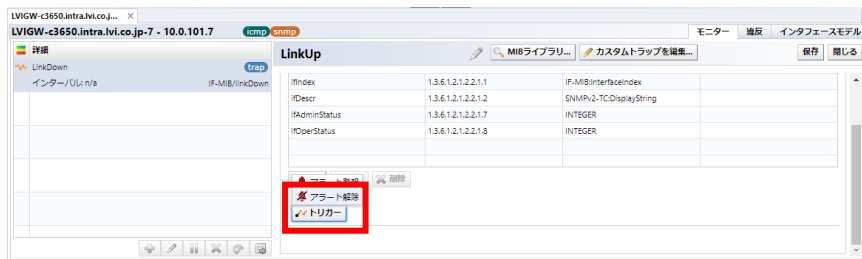 LVIGW-c3650.intra.lvi.co.j... ×
LVIGW-c3650.intra.lvi.co.jp-7 - 10.0.101.7 icmp snmp モニター 違反 インタフェースモデル
詳細
LinkDown trap
インターバル: n/a IF-MIB/linkDown
LinkUp MIBライブラリ... カスタムトラップを編集... 保存 閉じる
ifIndex 1.3.6.1.2.1.2.2.1.1 IF-MIB:InterfaceIndex
ifDescr 1.3.6.1.2.1.2.2.1.2 SNMPv2-TC:DisplayString
ifAdminStatus 1.3.6.1.2.1.2.2.1.7 INTEGER
ifOperStatus 1.3.6.1.2.1.2.2.1.8 INTEGER
削除
アラート解除
トリガー